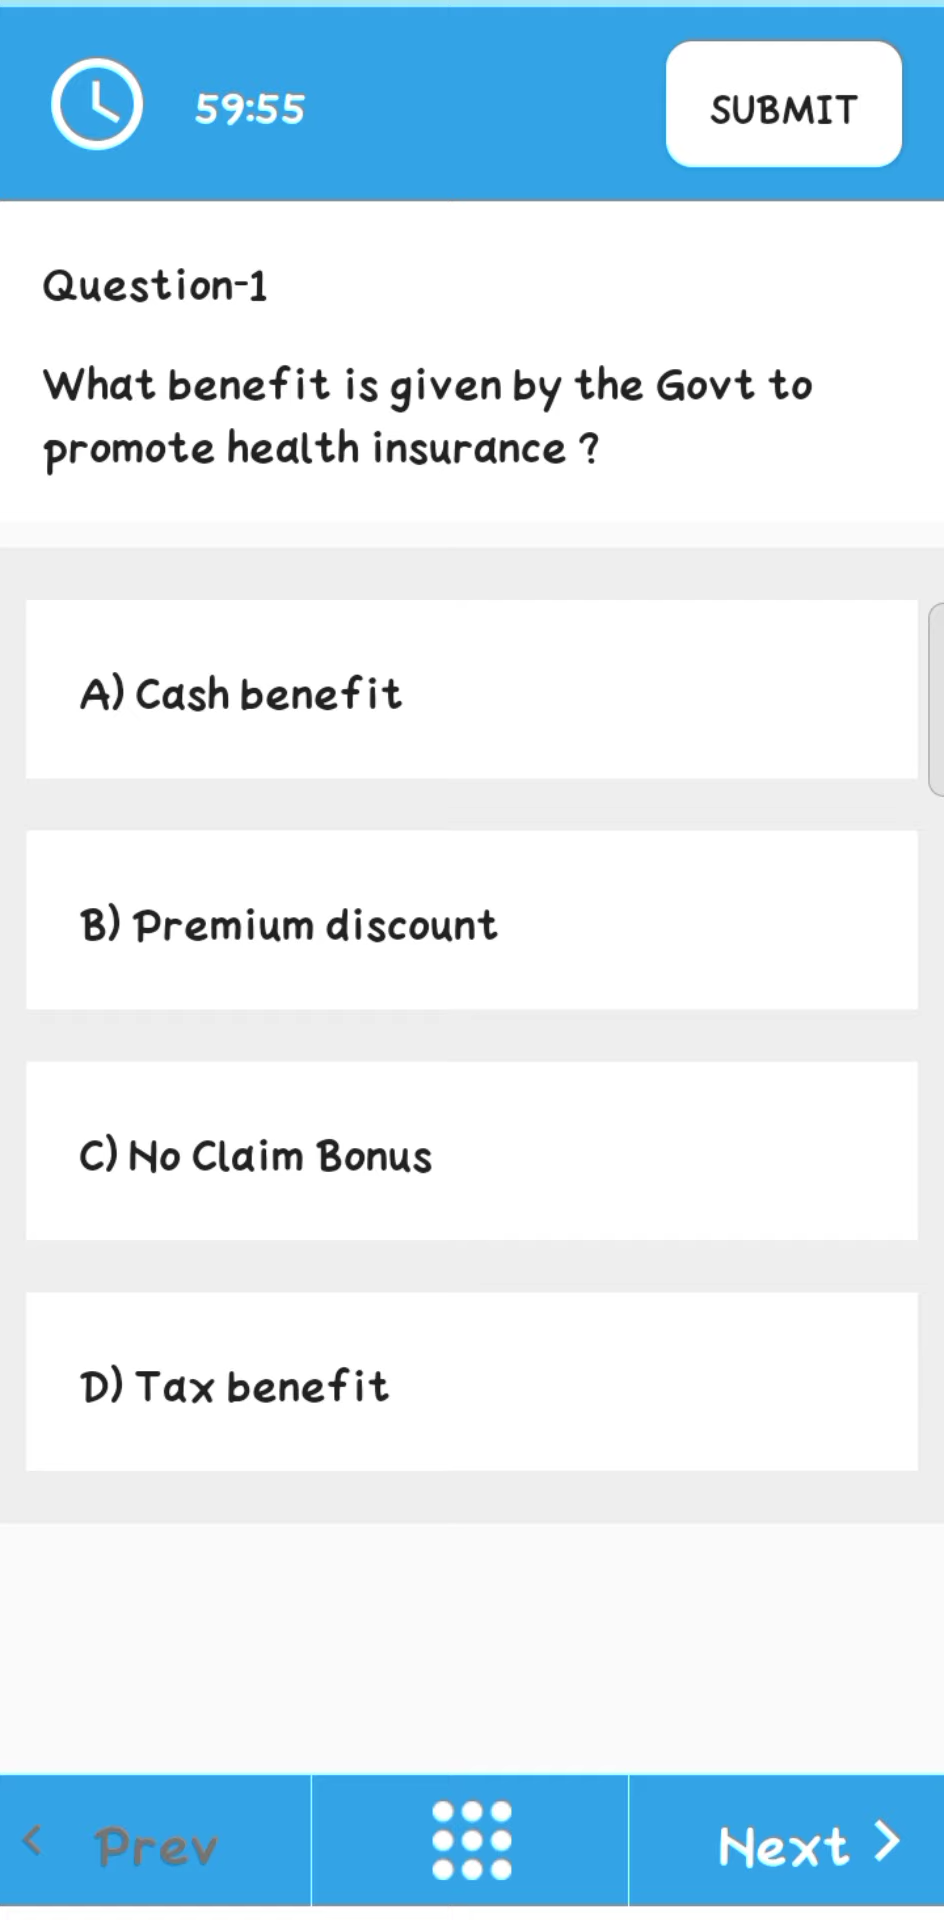 59:55
SUBMIT
Question-1
What benefit is given by the Govt to
promote health insurance ?
A) Cash benefit
B) Premium discount
C) No Claim Bonus
D) Tax benefit
Prev
Next